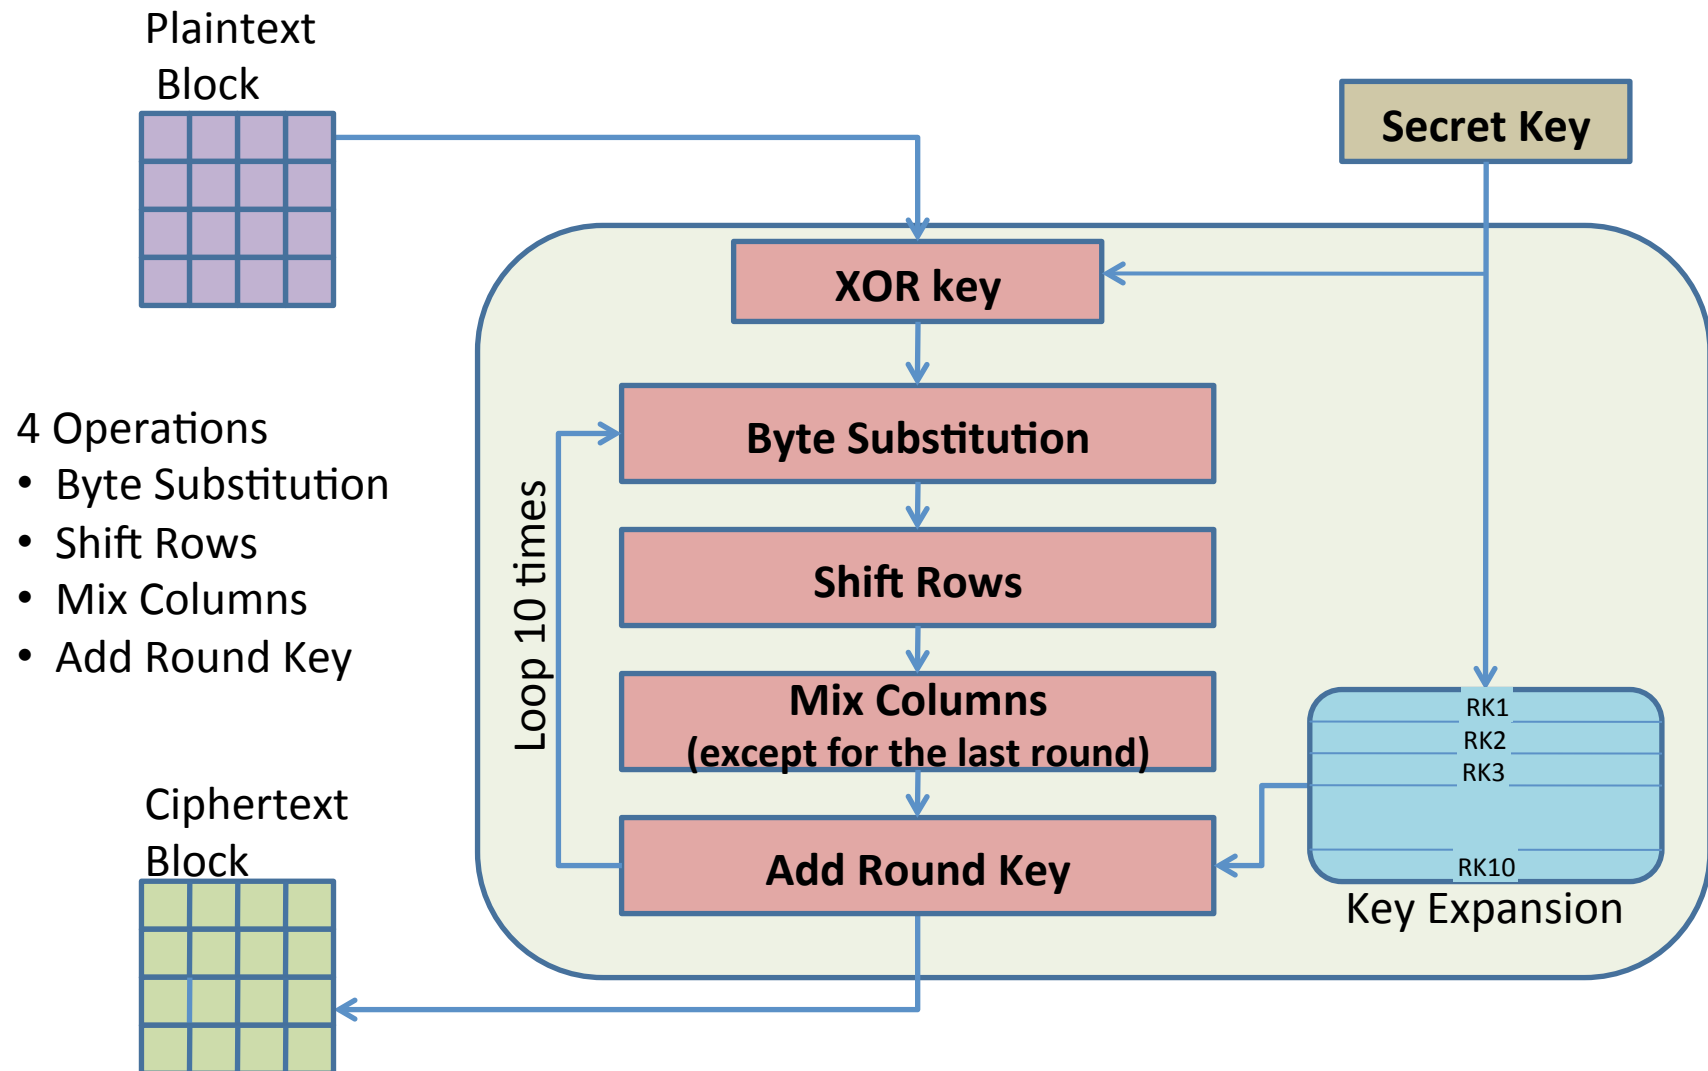 Plaintext
Block
Secret Key
XOR key
4 Operations
• Byte Substitution
• Shift Rows
• Mix Columns
• Add Round Key
Loop 10 times
Byte Substitution
Shift Rows
Mix Columns
(except for the last round)
Add Round Key
RK1
RK2
RK3
RK10
Key Expansion
Ciphertext
Block